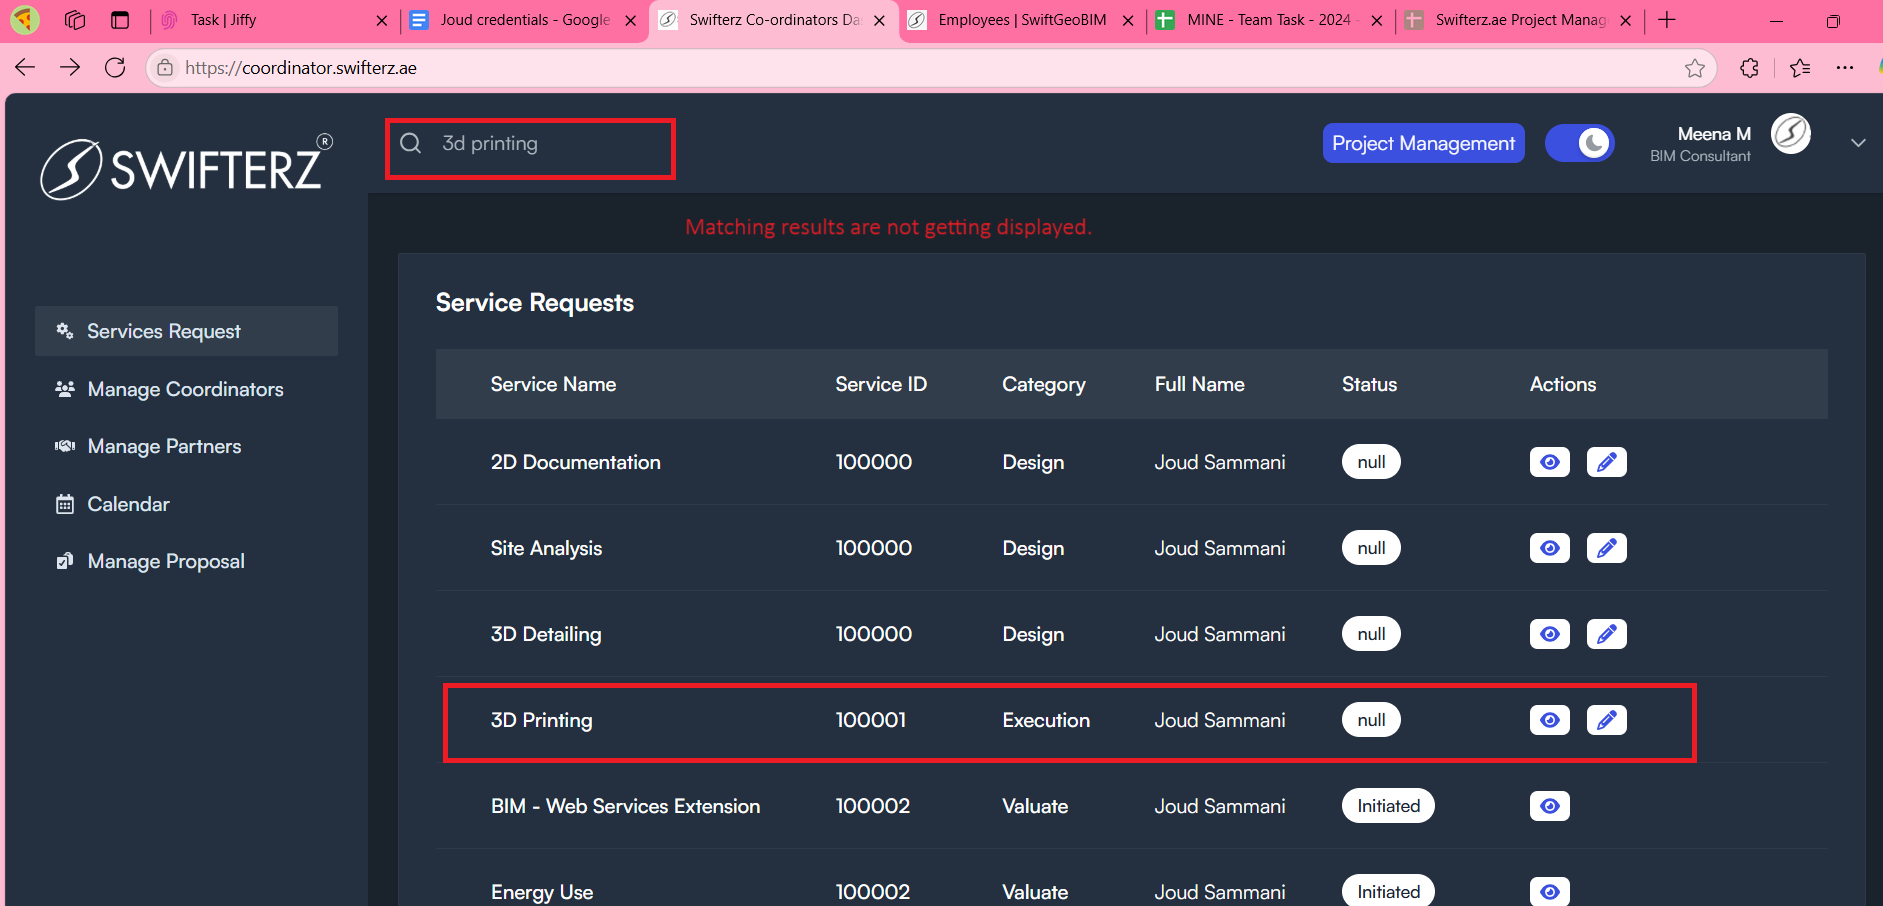 Task | Jiffy
Joud credentials - Google
Swifterz Co-ordinators Da
Employees | SwiftGeoBIM
MINE - Team Task - 2024 -
Swifterz.ae Project Manag
https://coordinator.swifterz.ae
SWIFTERZ®
3d printing
Project Management
Meena M
BIM Consultant
Matching results are not getting displayed.
Services Request
Manage Coordinators
Manage Partners
Calendar
Manage Proposal
Service Requests
Service Name Service ID Category Full Name Status Actions
2D Documentation 100000 Design Joud Sammani null
Site Analysis 100000 Design Joud Sammani null
3D Detailing 100000 Design Joud Sammani null
3D Printing 100001 Execution Joud Sammani null
BIM - Web Services Extension 100002 Valuate Joud Sammani Initiated
Energy Use 100002 Valuate Joud Sammani Initiated